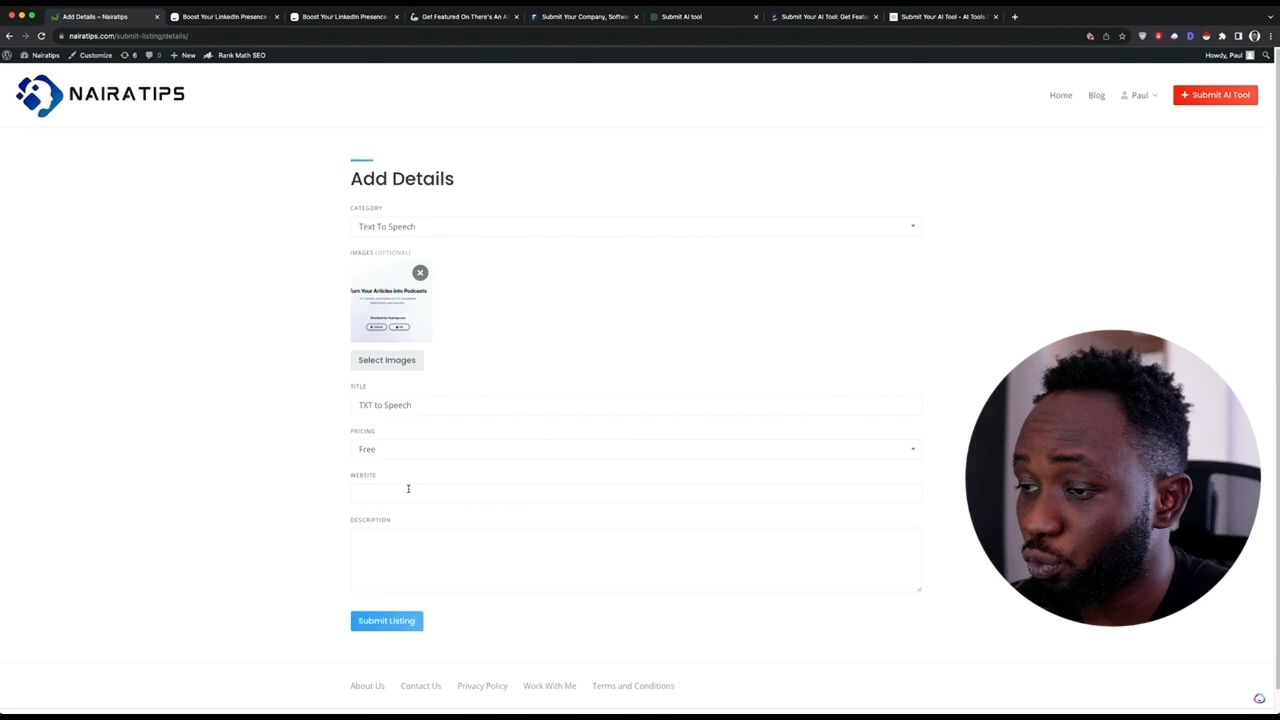 Add Details – Nairatips
Boost Your LinkedIn Presence
Boost Your LinkedIn Presence
Get Featured On There's An AI
Submit Your Company, Softw
Submit AI tool
Submit Your AI Tool: Get Featu
Submit Your AI Tool - AI Tools
nairatips.com/submit-listing/details/
Nairatips
Customize
6
0
New
Rank Math SEO
Howdy, Paul
NAIRATIPS
Home
Blog
Paul
Submit AI Tool
Add Details
CATEGORY
Text To Speech
IMAGES (OPTIONAL)
urn Your Articles into Podcasts
Select Images
TITLE
TXT to Speech
PRICING
Free
WEBSITE
DESCRIPTION
Submit Listing
About Us
Contact Us
Privacy Policy
Work With Me
Terms and Conditions